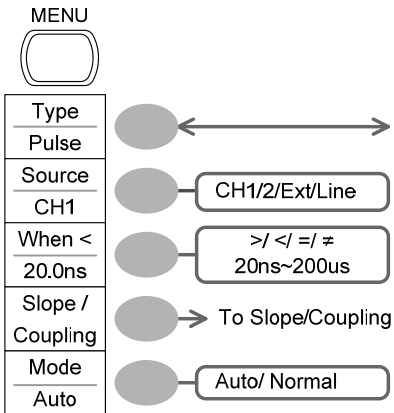 MENU
Type
Pulse
Source
CH1
CH1/2/Ext/Line
When <
20.0ns
>/ </ =/ ≠
20ns~200us
Slope /
Coupling
To Slope/Coupling
Mode
Auto
Auto/ Normal